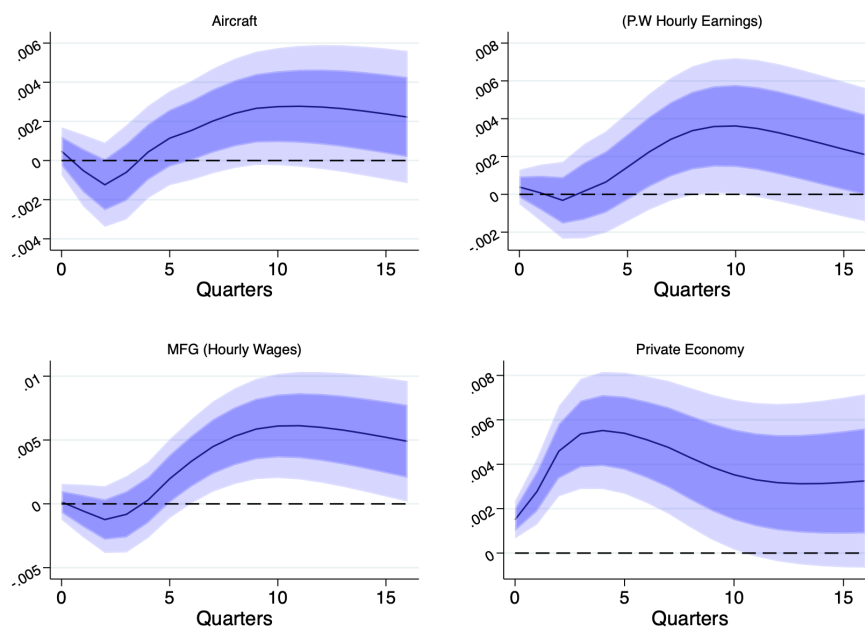 Aircraft
.006
.004
.002
0
-.002
-.004
0 5 10 15
Quarters
(P.W Hourly Earnings)
.008
.006
.004
.002
0
-.002
0 5 10 15
Quarters
MFG (Hourly Wages)
.01
.005
0
-.005
0 5 10 15
Quarters
Private Economy
.008
.006
.004
.002
0
0 5 10 15
Quarters